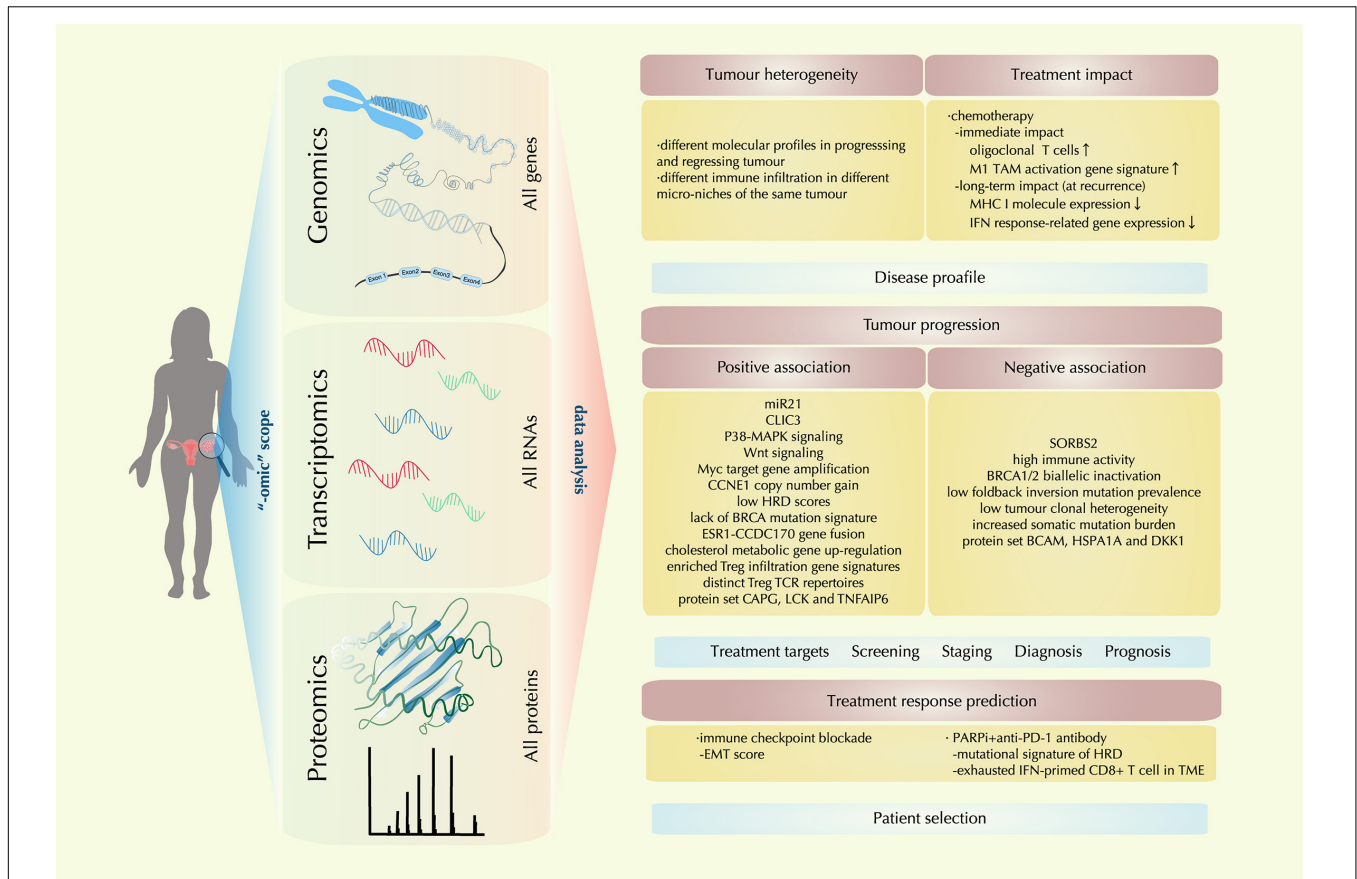 Genomics
All genes
Exon 1
Exon2
Exon3
Exon4
Transcriptomics
All RNAs
Proteomics
All proteins
"-omic" scope
data analysis
Tumour heterogeneity
·different molecular profiles in progresssing
and regressing tumour
·different immune infiltration in different
micro-niches of the same tumour
Treatment impact
·chemotherapy
-immediate impact
oligoclonal T cells ↑
M1 TAM activation gene signature ↑
-long-term impact (at recurrence)
MHC I molecule expression ↓
IFN response-related gene expression ↓
Disease proafile
Tumour progression
Positive association
miR21
CLIC3
P38-MAPK signaling
Wnt signaling
Myc target gene amplification
CCNE1 copy number gain
low HRD scores
lack of BRCA mutation signature
ESR1-CCDC170 gene fusion
cholesterol metabolic gene up-regulation
enriched Treg infiltration gene signatures
distinct Treg TCR repertoires
protein set CAPG, LCK and TNFAIP6
Negative association
SORBS2
high immune activity
BRCA1/2 biallelic inactivation
low foldback inversion mutation prevalence
low tumour clonal heterogeneity
increased somatic mutation burden
protein set BCAM, HSPA1A and DKK1
Treatment targets Screening Staging Diagnosis Prognosis
Treatment response prediction
·immune checkpoint blockade
-EMT score
· PARPi+anti-PD-1 antibody
-mutational signature of HRD
-exhausted IFN-primed CD8+ T cell in TME
Patient selection